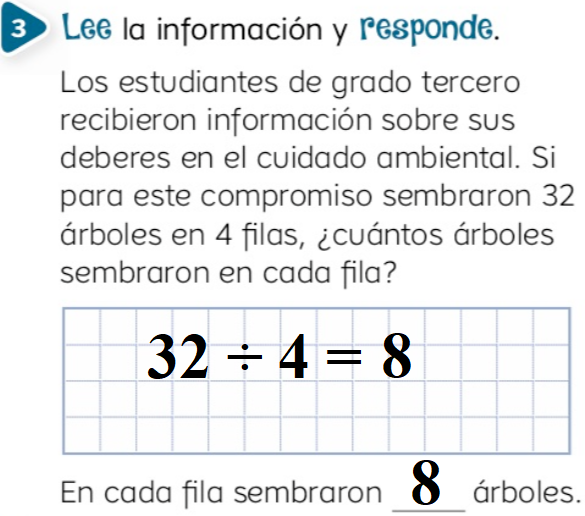 3 Lee la información y responde.
Los estudiantes de grado tercero
recibieron información sobre sus
deberes en el cuidado ambiental. Si
para este compromiso sembraron 32
árboles en 4 filas, ¿cuántos árboles
sembraron en cada fila?
32 ÷ 4 = 8
En cada fila sembraron 8 árboles.